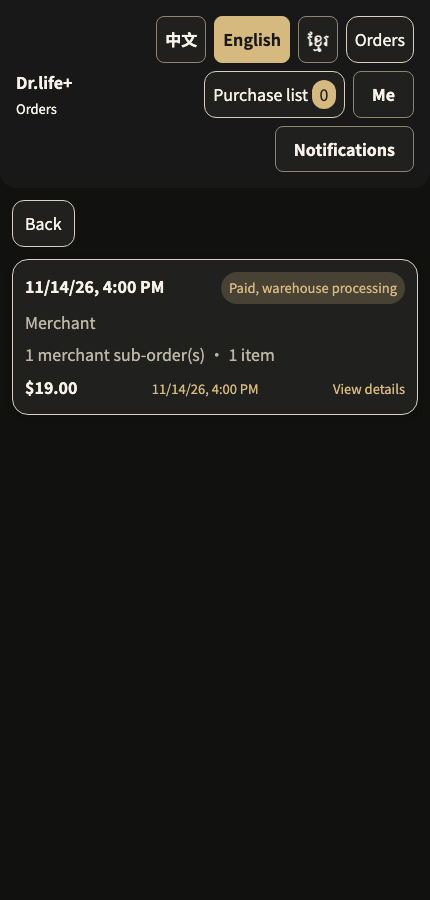 中文 English ខ្មែរ Orders
Dr.life+
Orders
Purchase list 0 Me
Notifications
Back
11/14/26, 4:00 PM Paid, warehouse processing
Merchant
1 merchant sub-order(s) • 1 item
$19.00 11/14/26, 4:00 PM View details